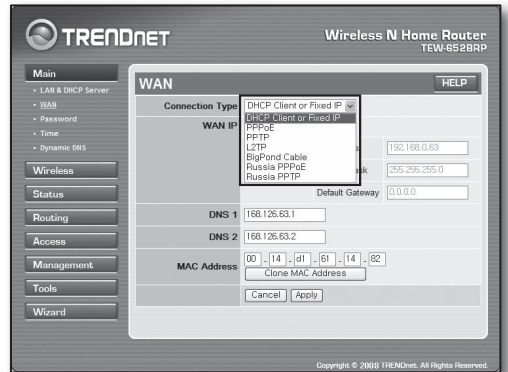 TRENDNET
Wireless N Home Router
TEW-652BRP
Main
• LAN & DHCP Server
• WAN
• Password
• Time
• Dynamic DNS
Wireless
Status
Routing
Access
Management
Tools
Wizard
WAN
HELP
Connection Type DHCP Client or Fixed IP
DHCP Client or Fixed IP
PPPoE
PPTP
L2TP
BigPond Cable
Russia PPPoE
Russia PPTP
WAN IP
192.168.0.63
255.255.255.0
Default Gateway 0.0.0.0
DNS 1 168.126.63.1
DNS 2 168.126.63.2
MAC Address 00 - 14 - d1 - 61 - 14 - 82
Clone MAC Address
Cancel Apply
Copyright © 2008 TRENDnet. All Rights Reserved.